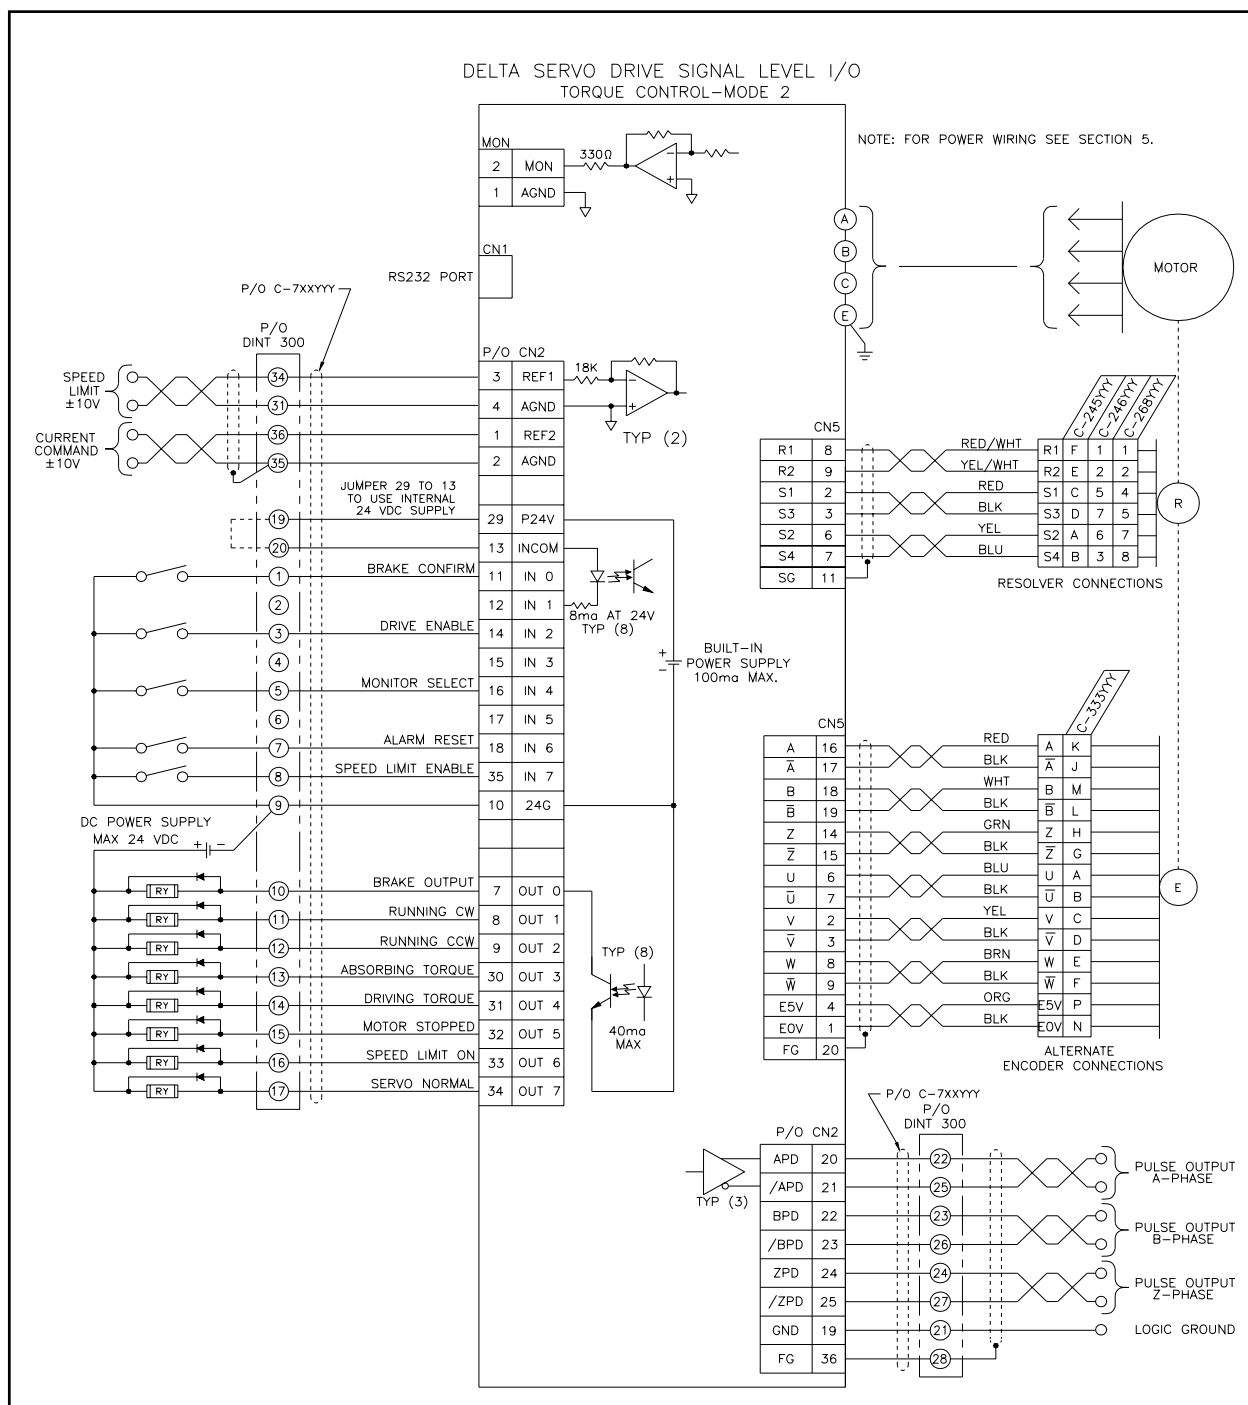 DELTA SERVO DRIVE SIGNAL LEVEL I/O
TORQUE CONTROL-MODE 2
NOTE: FOR POWER WIRING SEE SECTION 5.
MON
2 MON
1 AGND
330Ω
CN1
RS232 PORT
P/O C-7XXYYY
P/O
DINT 300
A
B
C
E
MOTOR
P/O CN2
SPEED
LIMIT
±10V
CURRENT
COMMAND
±10V
34 3 REF1
31 4 AGND
36 1 REF2
35 2 AGND
18K
TYP (2)
JUMPER 29 TO 13
TO USE INTERNAL
24 VDC SUPPLY
19 29 P24V
20 13 INCOM
1 BRAKE CONFIRM 11 IN 0
2 12 IN 1
3 DRIVE ENABLE 14 IN 2
4 15 IN 3
5 MONITOR SELECT 16 IN 4
6 17 IN 5
7 ALARM RESET 18 IN 6
8 SPEED LIMIT ENABLE 35 IN 7
9 10 24G
8ma AT 24V
TYP (8)
+
−
BUILT-IN
POWER SUPPLY
100ma MAX.
DC POWER SUPPLY
MAX 24 VDC
+ −
RY 10 BRAKE OUTPUT 7 OUT 0
RY 11 RUNNING CW 8 OUT 1
RY 12 RUNNING CCW 9 OUT 2
RY 13 ABSORBING TORQUE 30 OUT 3
RY 14 DRIVING TORQUE 31 OUT 4
RY 15 MOTOR STOPPED 32 OUT 5
RY 16 SPEED LIMIT ON 33 OUT 6
RY 17 SERVO NORMAL 34 OUT 7
TYP (8)
40ma
MAX
C-245YYY
C-246YYY
C-268YYY
CN5
R1 8 RED/WHT R1 F 1 1
R2 9 YEL/WHT R2 E 2 2
S1 2 RED S1 C 5 4
S3 3 BLK S3 D 7 5
S2 6 YEL S2 A 6 7
S4 7 BLU S4 B 3 8
SG 11
R
RESOLVER CONNECTIONS
C-333YYY
CN5
A 16 RED A K
A̅ 17 BLK A̅ J
B 18 WHT B M
B̅ 19 BLK B̅ L
Z 14 GRN Z H
Z̅ 15 BLK Z̅ G
U 6 BLU U A
U̅ 7 BLK U̅ B
V 2 YEL V C
V̅ 3 BLK V̅ D
W 8 BRN W E
W̅ 9 BLK W̅ F
E5V 4 ORG E5V P
E0V 1 BLK E0V N
FG 20
E
ALTERNATE
ENCODER CONNECTIONS
P/O C-7XXYYY
P/O
DINT 300
P/O CN2
APD 20 22
/APD 21 25
BPD 22 23
/BPD 23 26
ZPD 24 24
/ZPD 25 27
GND 19 21
FG 36 28
TYP (3)
PULSE OUTPUT
A-PHASE
PULSE OUTPUT
B-PHASE
PULSE OUTPUT
Z-PHASE
LOGIC GROUND